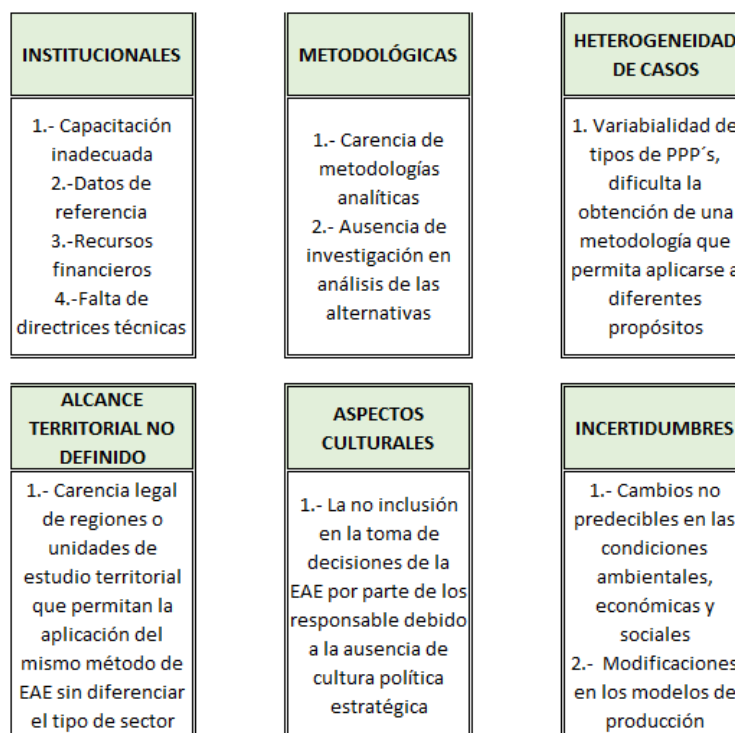 INSTITUCIONALES
1.- Capacitación
inadecuada
2.-Datos de
referencia
3.-Recursos
financieros
4.-Falta de
directrices técnicas
METODOLÓGICAS
1.- Carencia de
metodologías
analíticas
2.- Ausencia de
investigación en
análisis de las
alternativas
HETEROGENEIDAD
DE CASOS
1. Variabialidad de
tipos de PPP´s,
dificulta la
obtención de una
metodología que
permita aplicarse a
diferentes
propósitos
ALCANCE
TERRITORIAL NO
DEFINIDO
1.- Carencia legal
de regiones o
unidades de
estudio territorial
que permitan la
aplicación del
mismo método de
EAE sin diferenciar
el tipo de sector
ASPECTOS
CULTURALES
1.- La no inclusión
en la toma de
decisiones de la
EAE por parte de los
responsable debido
a la ausencia de
cultura política
estratégica
INCERTIDUMBRES
1.- Cambios no
predecibles en las
condiciones
ambientales,
económicas y
sociales
2.- Modificaciones
en los modelos de
producción